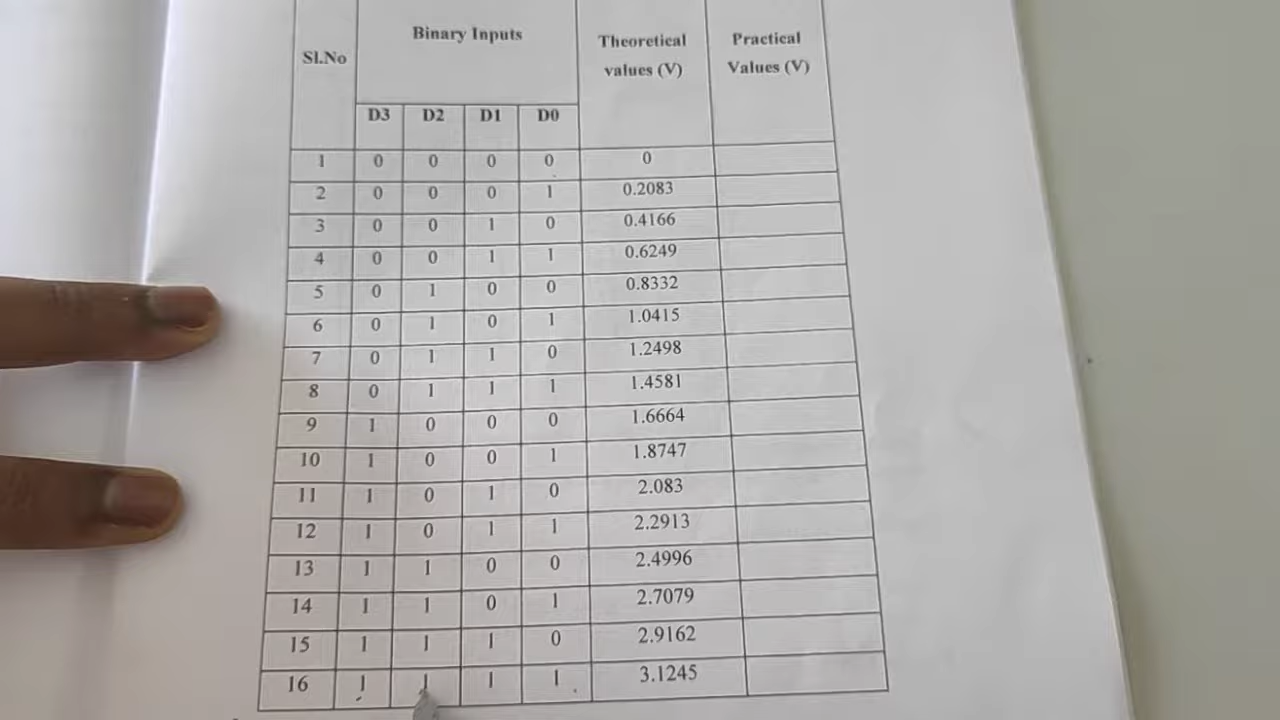 Sl.No Binary Inputs Theoretical values (V) Practical Values (V)
D3 D2 D1 D0
1 0 0 0 0 0
2 0 0 0 1 0.2083
3 0 0 1 0 0.4166
4 0 0 1 1 0.6249
5 0 1 0 0 0.8332
6 0 1 0 1 1.0415
7 0 1 1 0 1.2498
8 0 1 1 1 1.4581
9 1 0 0 0 1.6664
10 1 0 0 1 1.8747
11 1 0 1 0 2.083
12 1 0 1 1 2.2913
13 1 1 0 0 2.4996
14 1 1 0 1 2.7079
15 1 1 1 0 2.9162
16 1 1 1 1 3.1245